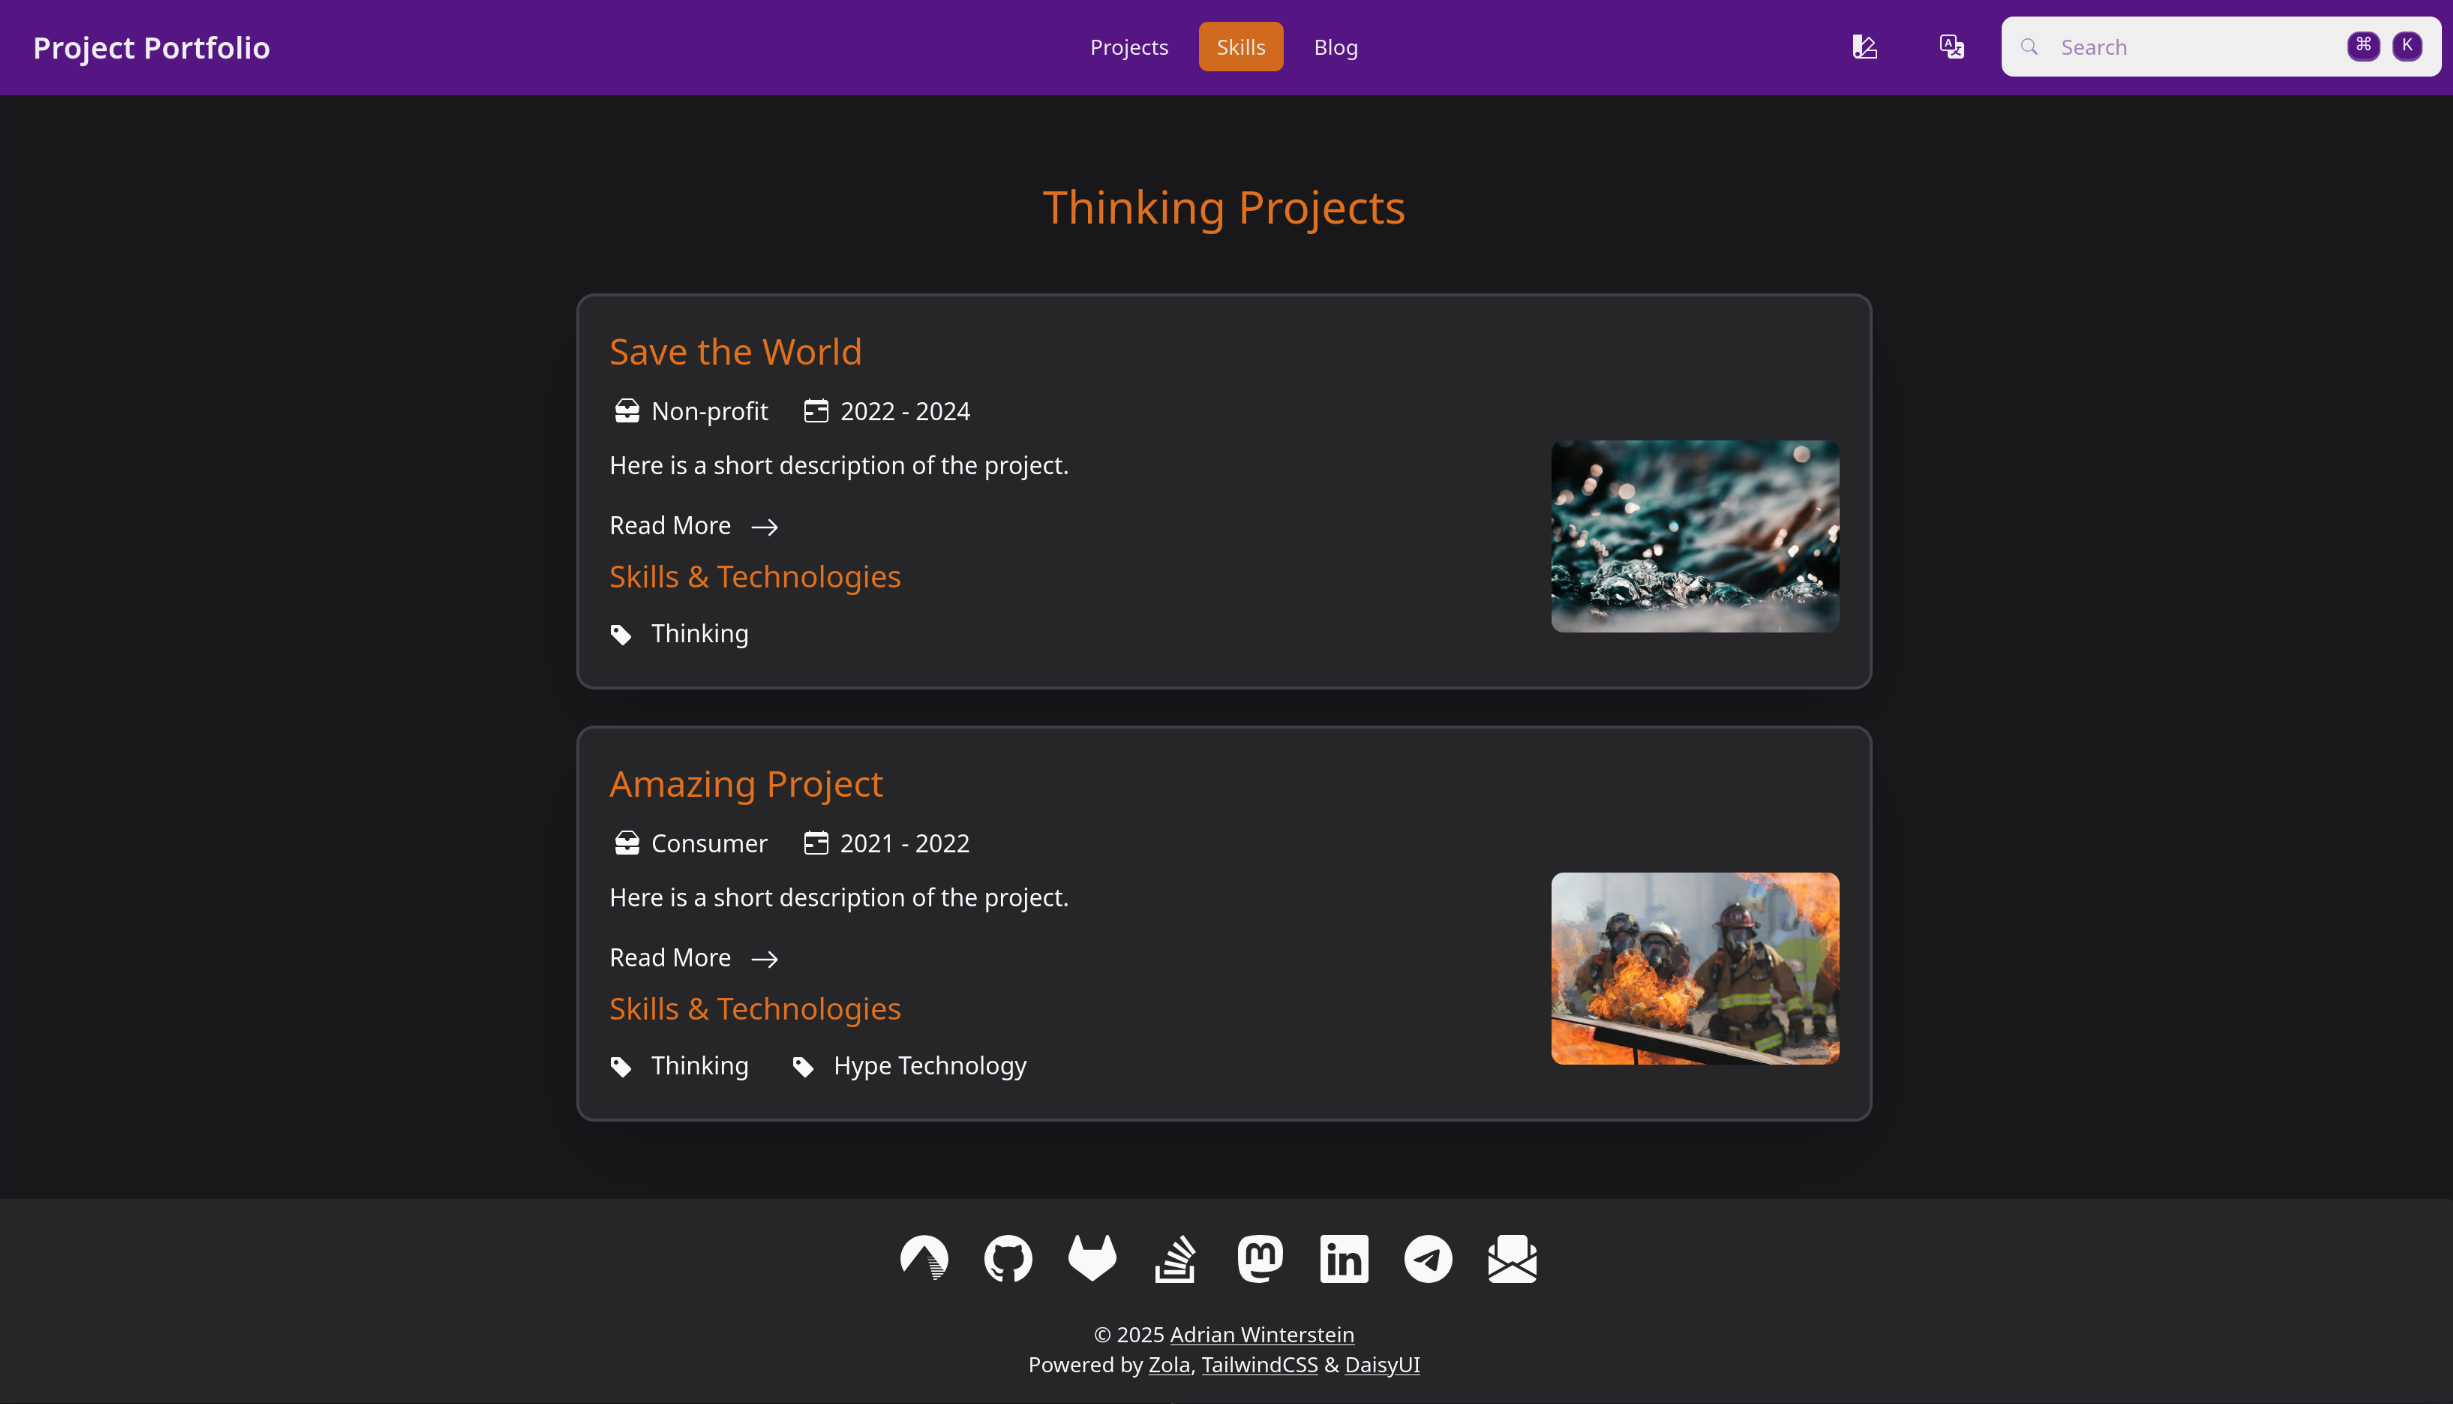 Project Portfolio
Projects Skills Blog
Search ⌘ K
Thinking Projects
Save the World
Non-profit 2022 - 2024
Here is a short description of the project.
Read More
Skills & Technologies
Thinking
Amazing Project
Consumer 2021 - 2022
Here is a short description of the project.
Read More
Skills & Technologies
Thinking Hype Technology
© 2025 Adrian Winterstein
Powered by Zola, TailwindCSS & DaisyUI